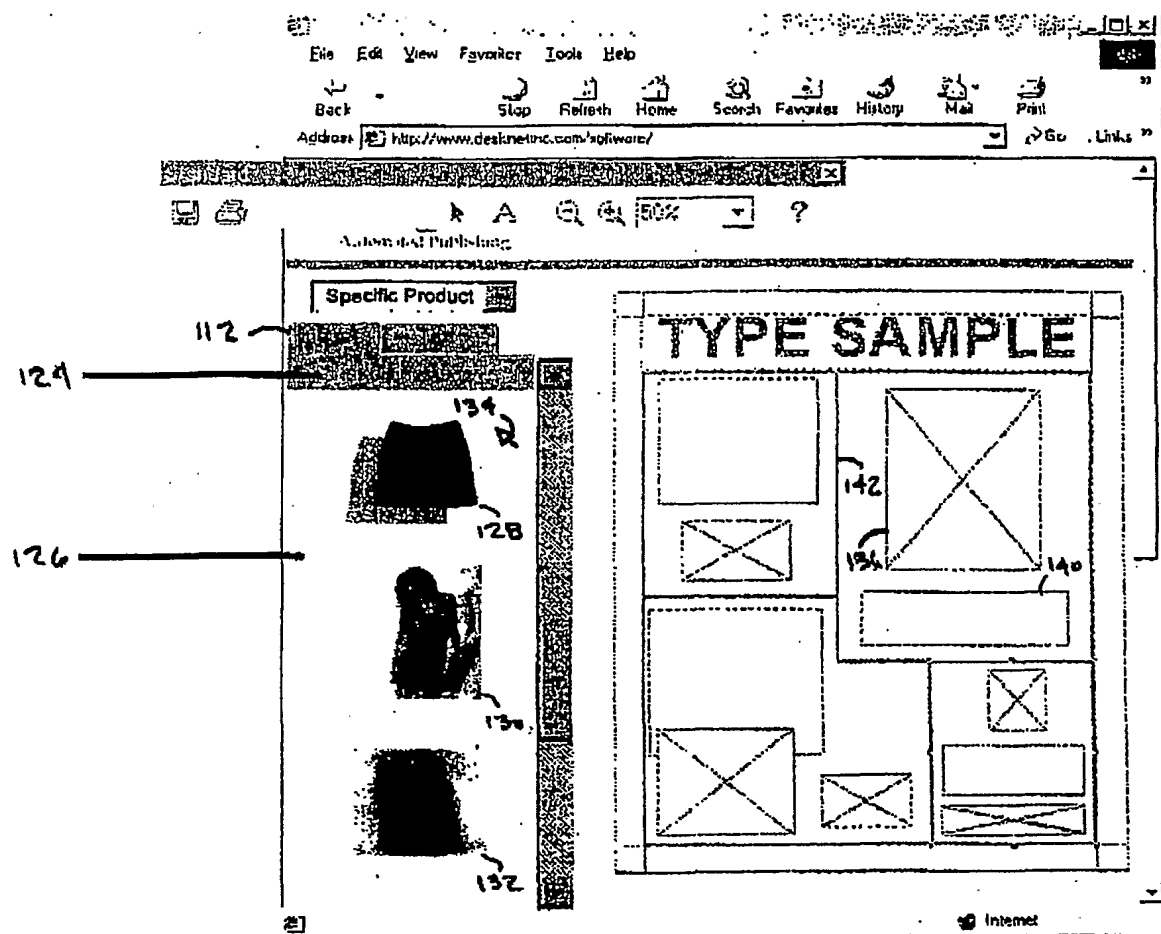 File Edit View Favorites Tools Help
Back Stop Refresh Home Search Favorites History Mail Print »
Address http://www.desknetinc.com/software/ Go Links »
50% ?
Automated Publishing
Specific Product
TYPE SAMPLE
112
124
134
142
128
126
136
140
130
132
Internet